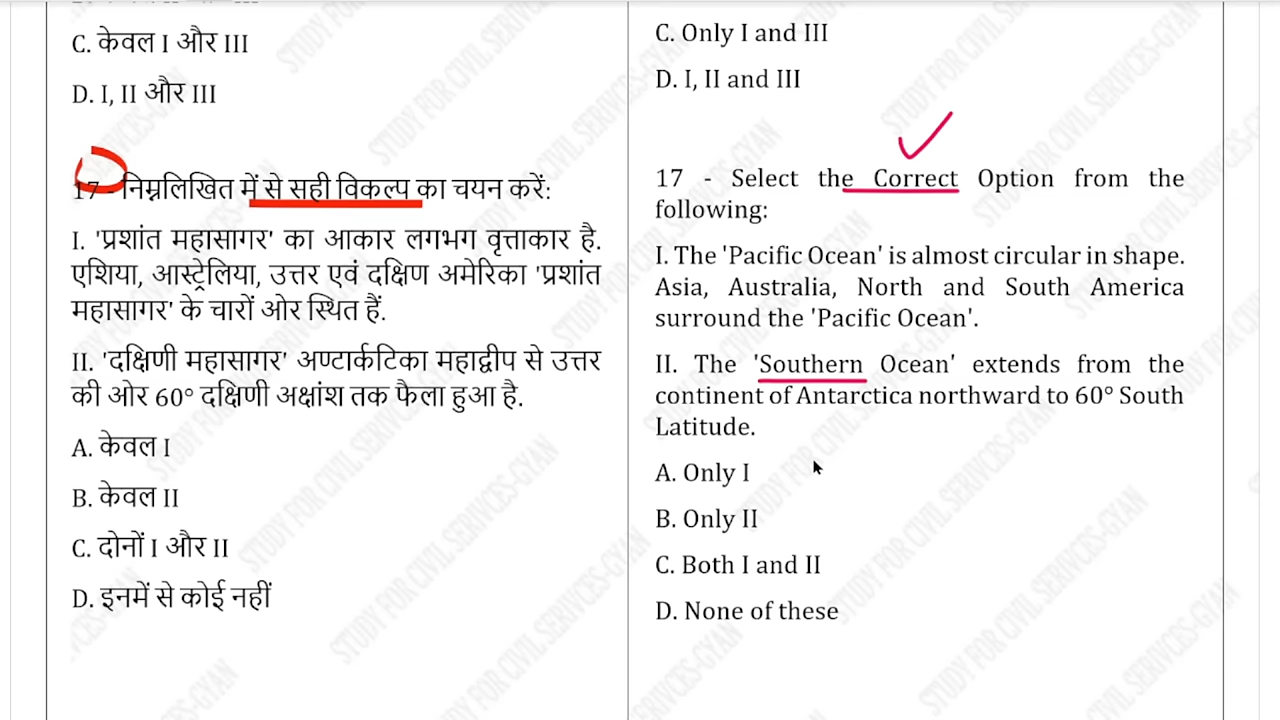 C. केवल I और III
D. I, II और III
17 - निम्नलिखित में से सही विकल्प का चयन करें:
I. 'प्रशांत महासागर' का आकार लगभग वृत्ताकार है.
एशिया, आस्ट्रेलिया, उत्तर एवं दक्षिण अमेरिका 'प्रशांत
महासागर' के चारों ओर स्थित हैं.
II. 'दक्षिणी महासागर' अण्टार्कटिका महाद्वीप से उत्तर
की ओर 60° दक्षिणी अक्षांश तक फैला हुआ है.
A. केवल I
B. केवल II
C. दोनों I और II
D. इनमें से कोई नहीं
C. Only I and III
D. I, II and III
17 - Select the Correct Option from the
following:
I. The 'Pacific Ocean' is almost circular in shape.
Asia, Australia, North and South America
surround the 'Pacific Ocean'.
II. The 'Southern Ocean' extends from the
continent of Antarctica northward to 60° South
Latitude.
A. Only I
B. Only II
C. Both I and II
D. None of these
STUDY FOR CIVIL SERIVCES-GYAN